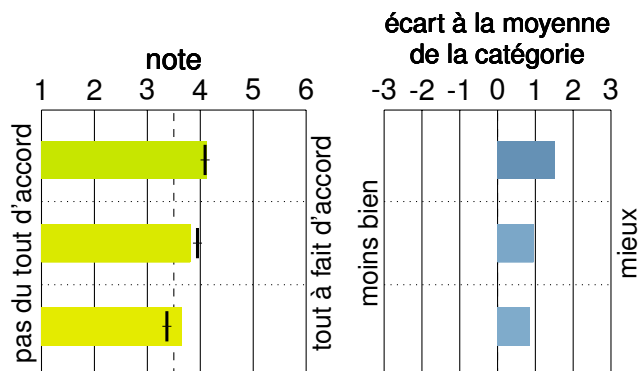 note
1 2 3 4 5 6
pas du tout d'accord
tout à fait d'accord
écart à la moyenne
de la catégorie
-3 -2 -1 0 1 2 3
moins bien
mieux